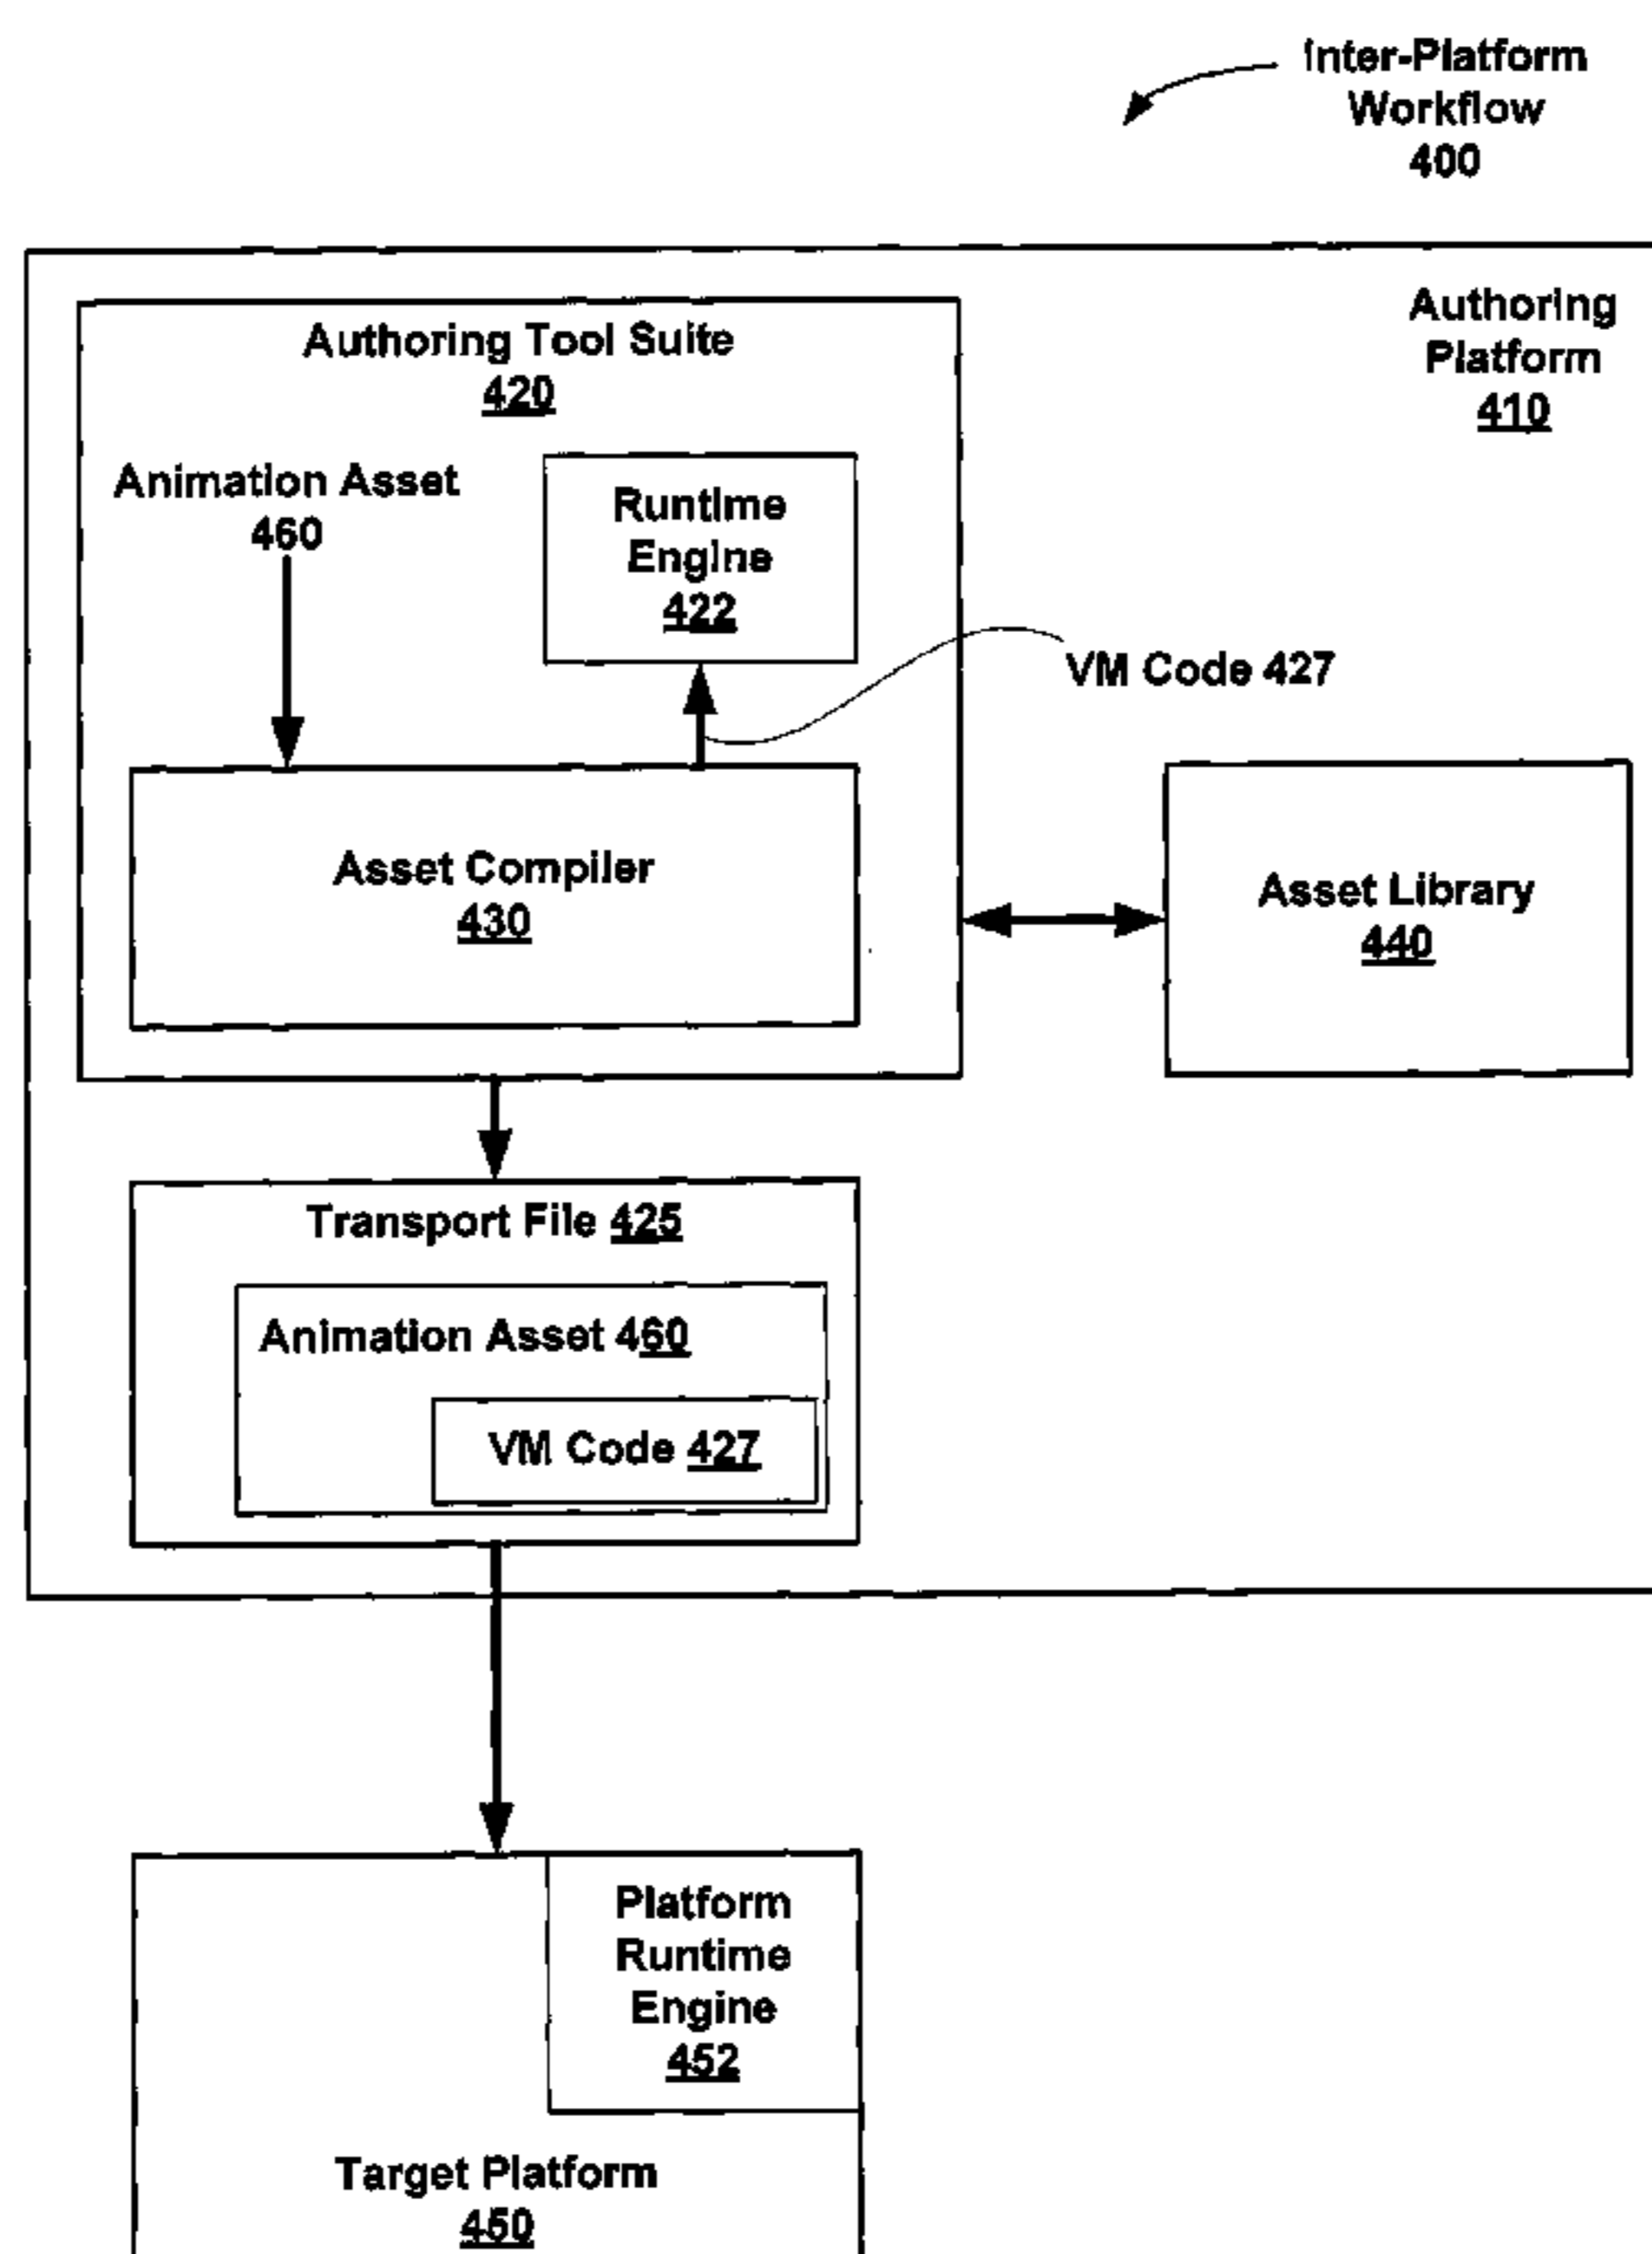 Inter-Platform
Workflow
400
Authoring
Platform
410
Authoring Tool Suite
420
Animation Asset
460
Runtime
Engine
422
VM Code 427
Asset Compiler
430
Asset Library
440
Transport File 425
Animation Asset 460
VM Code 427
Platform
Runtime
Engine
452
Target Platform
450